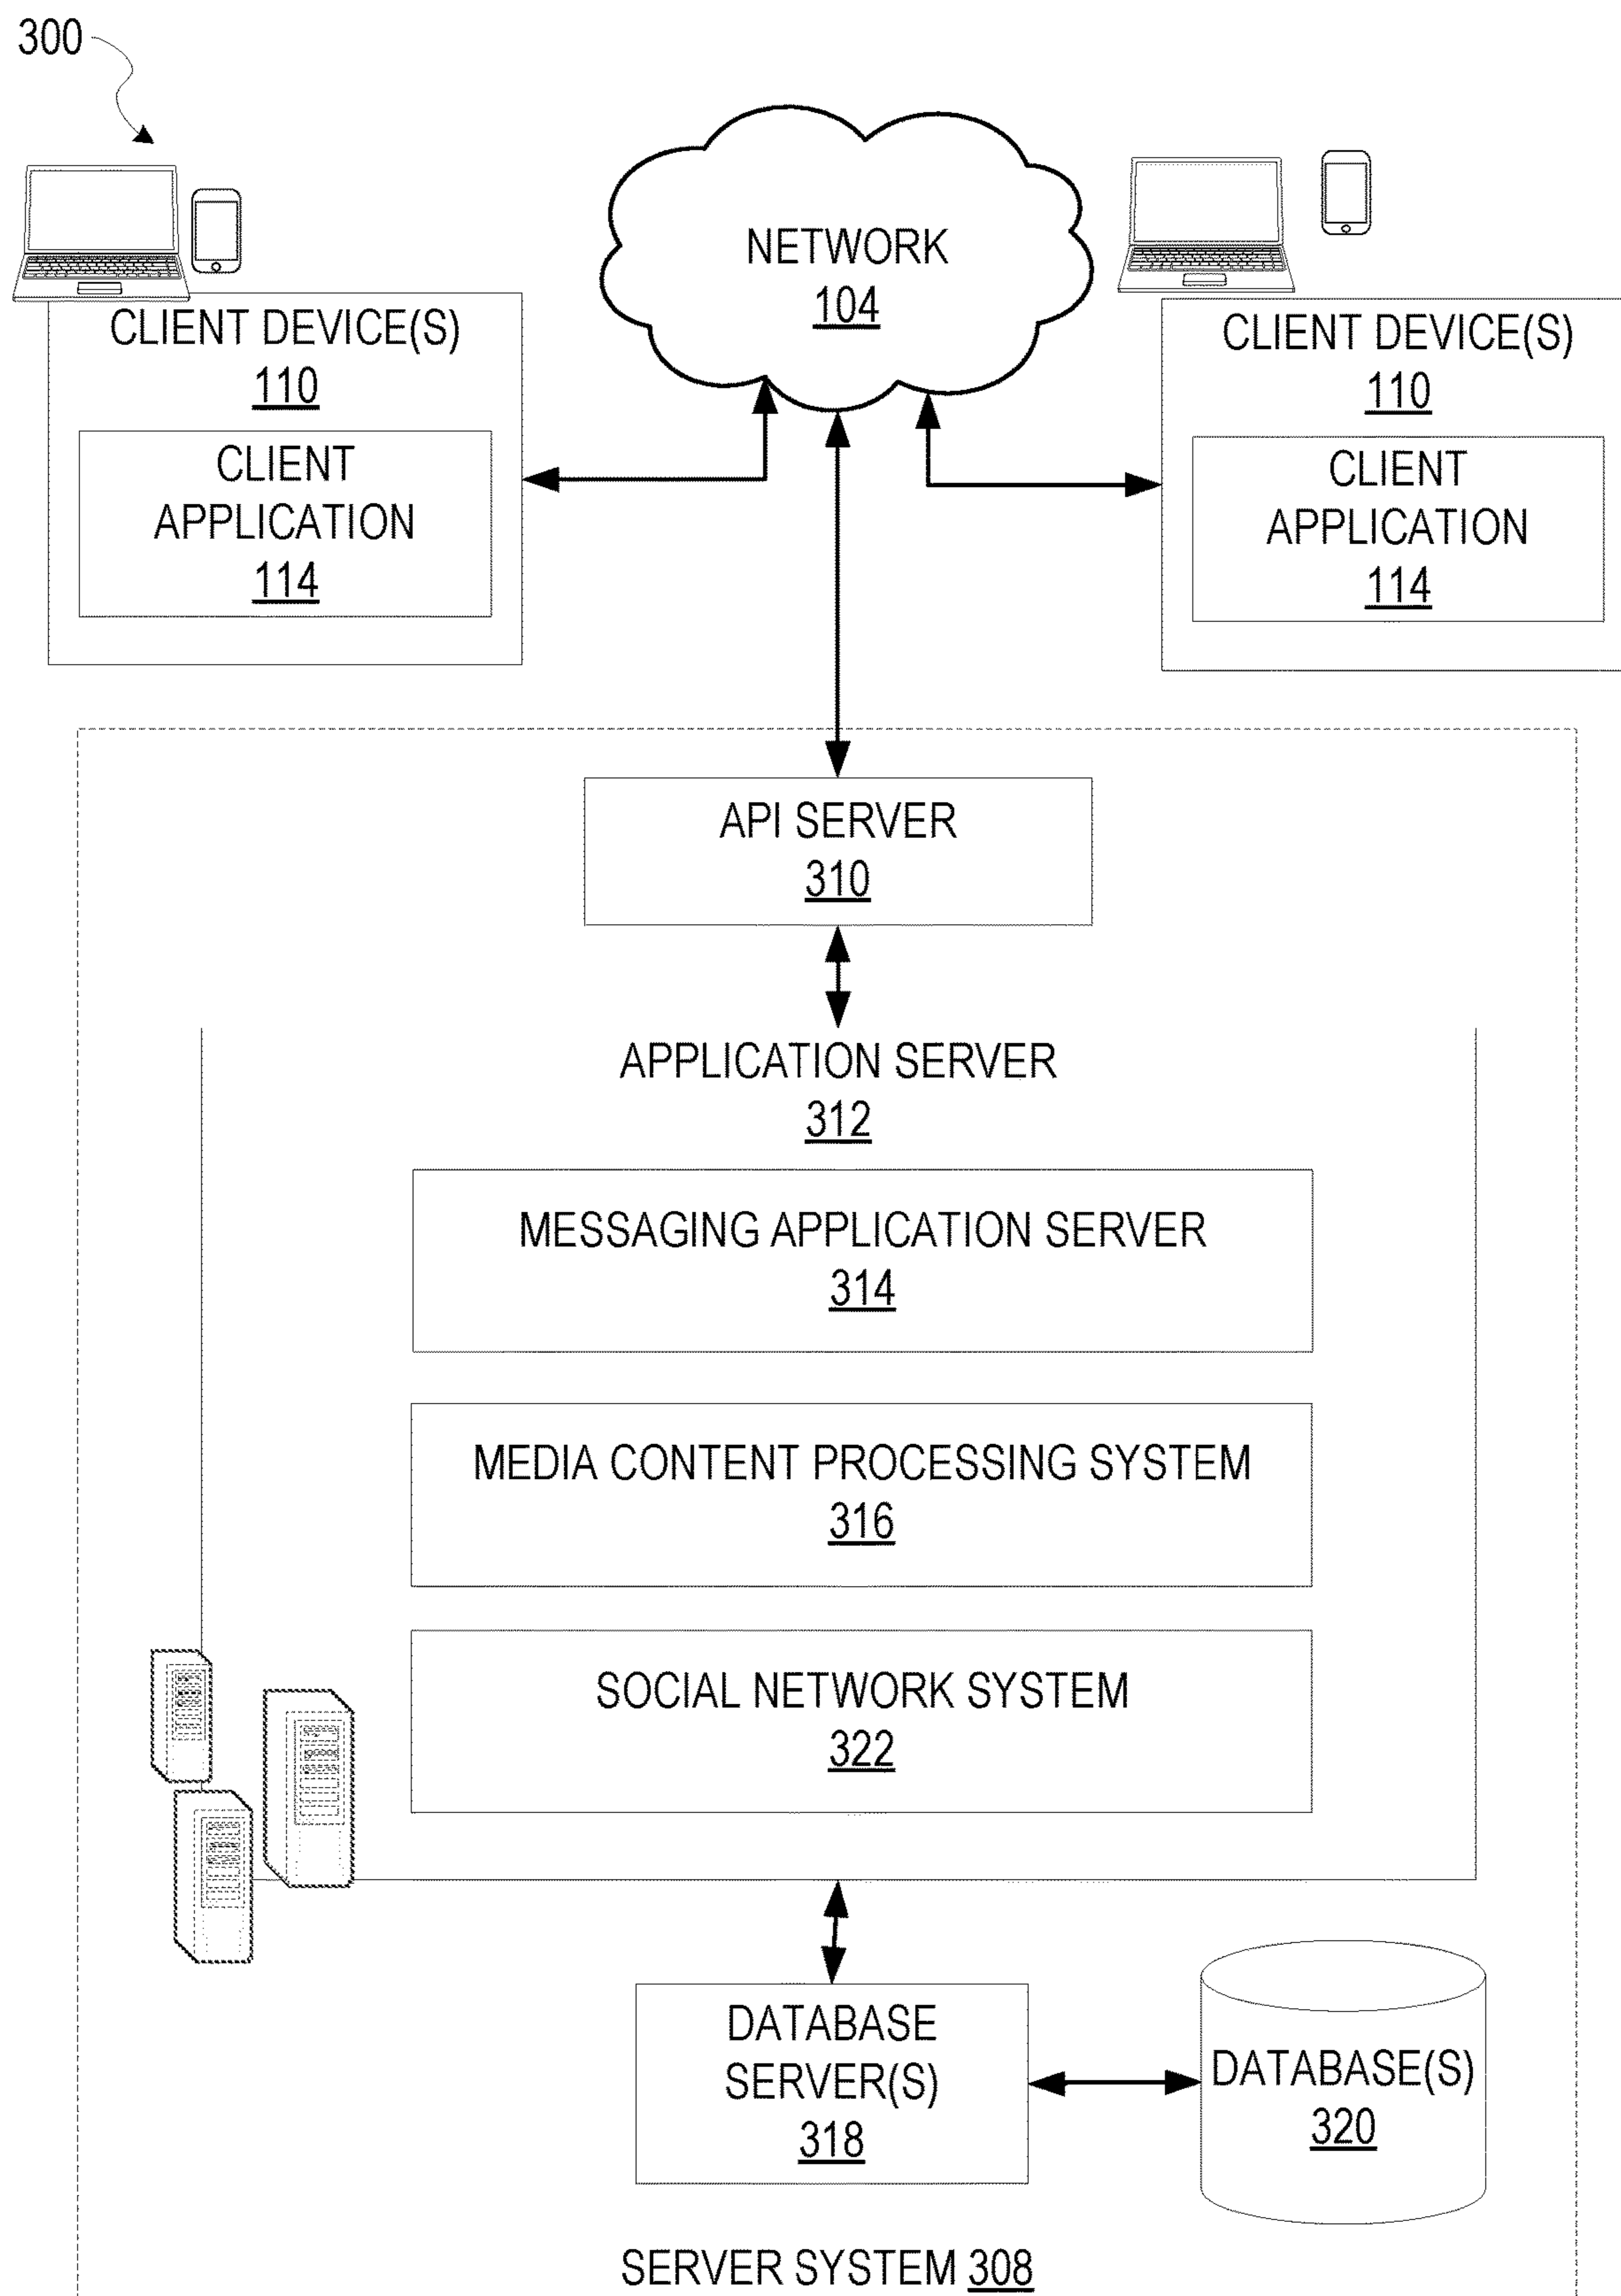 300
NETWORK
104
CLIENT DEVICE(S)
110
CLIENT
APPLICATION
114
CLIENT DEVICE(S)
110
CLIENT
APPLICATION
114
API SERVER
310
APPLICATION SERVER
312
MESSAGING APPLICATION SERVER
314
MEDIA CONTENT PROCESSING SYSTEM
316
SOCIAL NETWORK SYSTEM
322
DATABASE
SERVER(S)
318
DATABASE(S)
320
SERVER SYSTEM 308